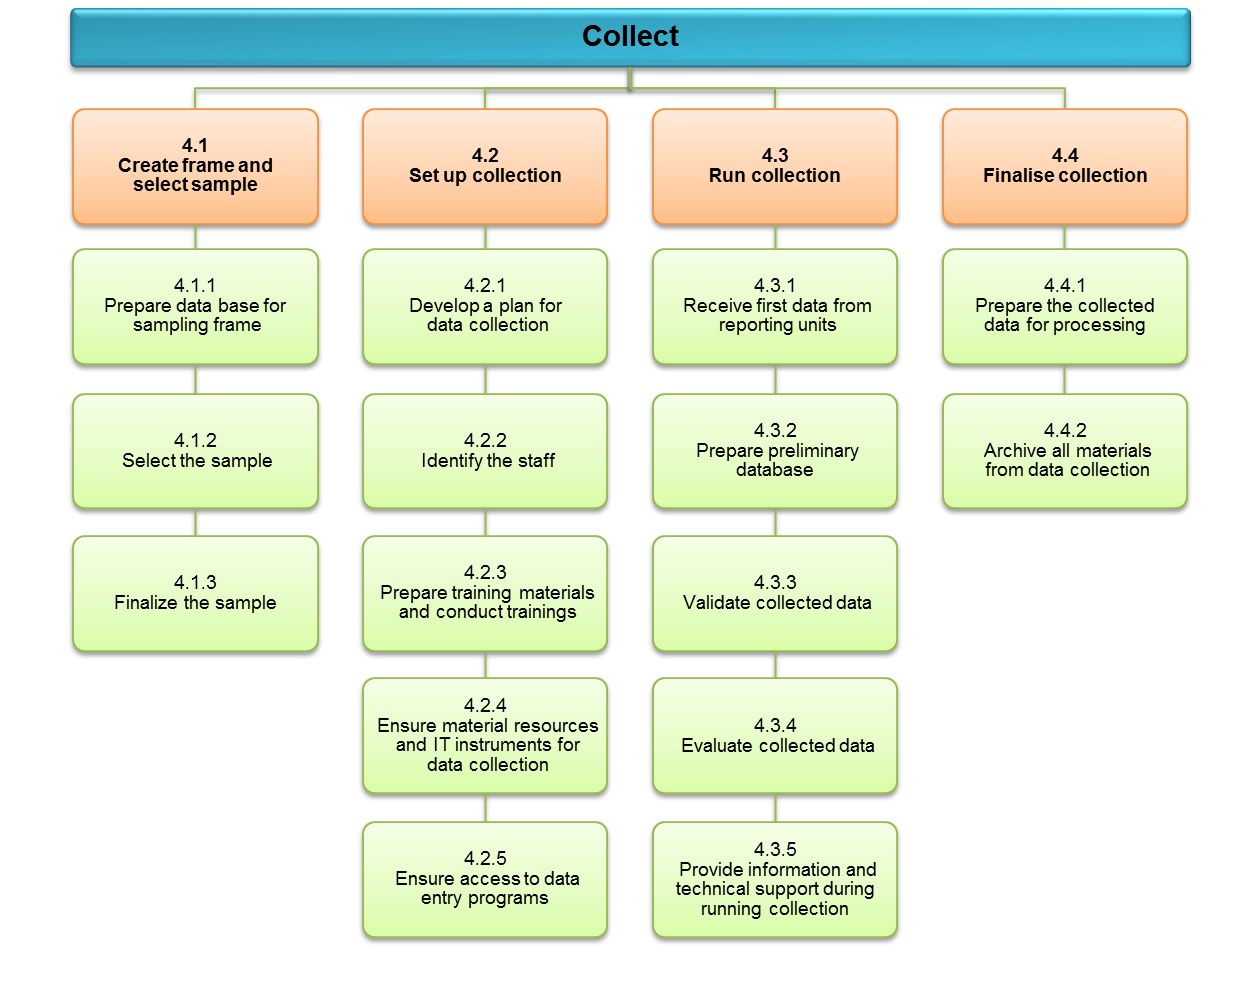 Collect
4.1
Create frame and
select sample
4.2
Set up collection
4.3
Run collection
4.4
Finalise collection
4.1.1
Prepare data base for
sampling frame
4.2.1
Develop a plan for
data collection
4.3.1
Receive first data from
reporting units
4.4.1
Prepare the collected
data for processing
4.1.2
Select the sample
4.2.2
Identify the staff
4.3.2
Prepare preliminary
database
4.4.2
Archive all materials
from data collection
4.1.3
Finalize the sample
4.2.3
Prepare training materials
and conduct trainings
4.3.3
Validate collected data
4.2.4
Ensure material resources
and IT instruments for
data collection
4.3.4
Evaluate collected data
4.2.5
Ensure access to data
entry programs
4.3.5
Provide information and
technical support during
running collection